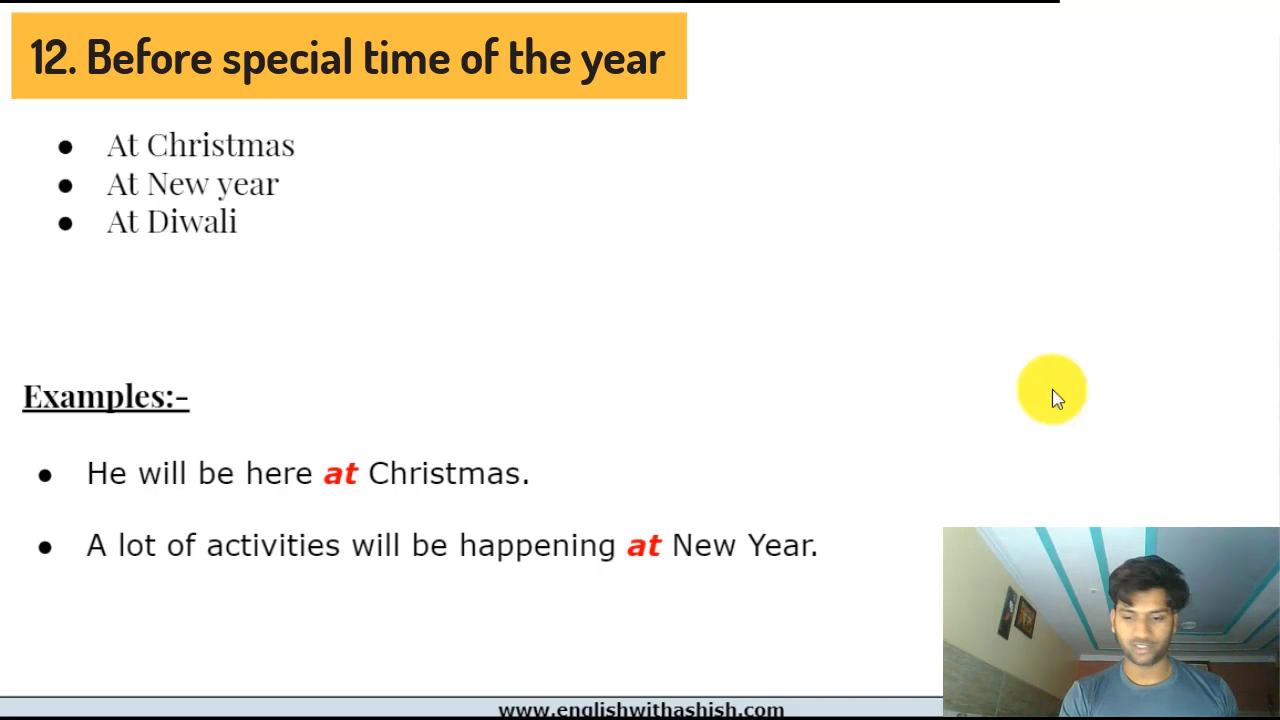 12. Before special time of the year
● At Christmas
● At New year
● At Diwali
Examples:-
● He will be here at Christmas.
● A lot of activities will be happening at New Year.
www.englishwithashish.com